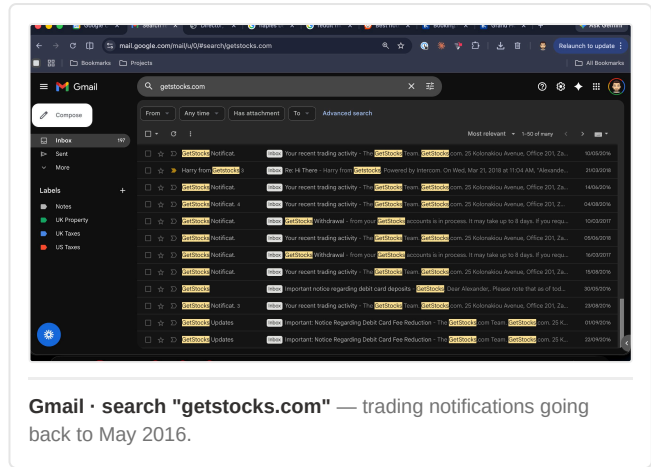 mail.google.com/mail/u/0/#search/getstocks.com
Relaunch to update
Bookmarks
Projects
All Bookmarks
Gmail
getstocks.com
Compose
From
Any time
Has attachment
To
Advanced search
Most relevant
1-50 of many
Inbox 197
Sent
More
Labels
Notes
UK Property
UK Taxes
US Taxes
GetStocks Notificat. Inbox Your recent trading activity - The GetStocks Team. GetStocks.com. 25 Kolonakiou Avenue, Office 201, Za... 10/05/2016
Harry from Getstocks 3 Inbox Re: Hi There - Harry from Getstocks. Powered by Intercom. On Wed, Mar 21, 2018 at 11:04 AM, "Alexande... 21/03/2018
GetStocks Notificat. Inbox Your recent trading activity - The GetStocks Team. GetStocks.com. 25 Kolonakiou Avenue, Office 201, Za... 14/06/2016
GetStocks Notificat. 4 Inbox Your recent trading activity - The GetStocks Team. GetStocks.com. 25 Kolonakiou Avenue, Office 201, Za... 04/08/2016
GetStocks Notificat. Inbox GetStocks Withdrawal - from your GetStocks accounts is in process. It may take up to 8 days. If you requ... 10/03/2017
GetStocks Notificat. Inbox Your recent trading activity - The GetStocks Team. GetStocks.com. 25 Kolonakiou Avenue, Office 201, Za...
GetStocks Notificat. Inbox GetStocks Withdrawal - from your GetStocks accounts is in process. It may take up to 8 days. If you requ... 16/03/2017
GetStocks Notificat. Inbox Your recent trading activity - The GetStocks Team. GetStocks.com. 25 Kolonakiou Avenue, Office 201, Za... 15/08/2016
GetStocks Inbox Important notice regarding debit card deposits - GetStocks Dear Alexander, Please note that as of tod... 30/05/2016
GetStocks Notificat. 3 Inbox Your recent trading activity - The GetStocks Team. GetStocks.com. 25 Kolonakiou Avenue, Office 201, Za... 23/08/2016
GetStocks Updates Inbox Important: Notice Regarding Debit Card Fee Reduction - The GetStocks.com Team. GetStocks.com. 25 K... 01/09/2016
GetStocks Updates Inbox Important: Notice Regarding Debit Card Fee Reduction - The GetStocks.com Team. GetStocks.com. 25 K... 22/09/2016
Gmail · search "getstocks.com" — trading notifications going
back to May 2016.